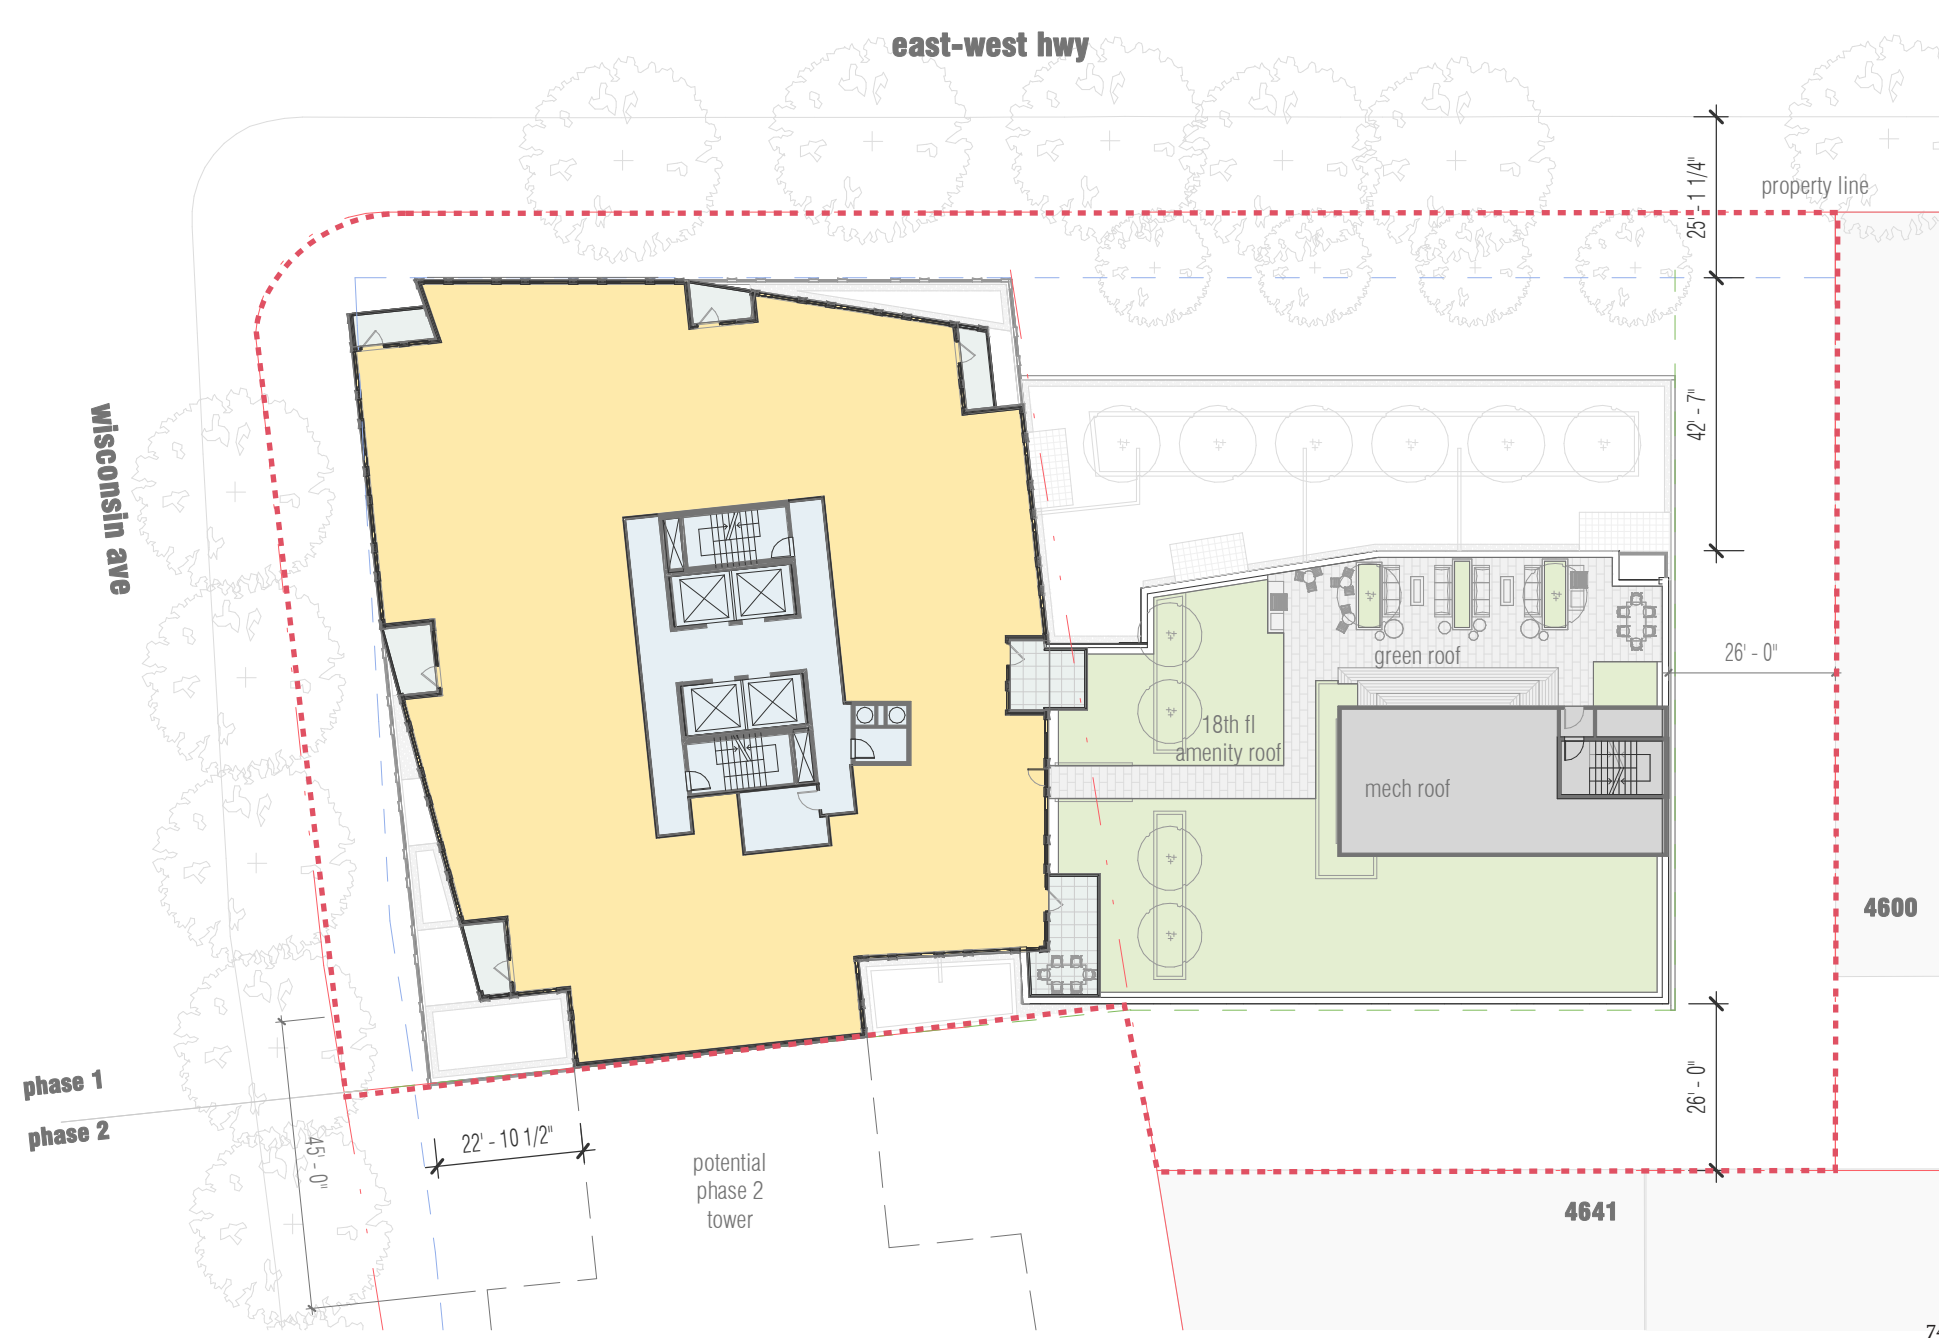 east-west hwy
25' - 1 1/4"
property line
wisconsin ave
42' - 7"
green roof
26' - 0"
18th fl
amenity roof
mech roof
4600
phase 1
phase 2
22' - 10 1/2"
45' - 0"
potential
phase 2
tower
26' - 0"
4641